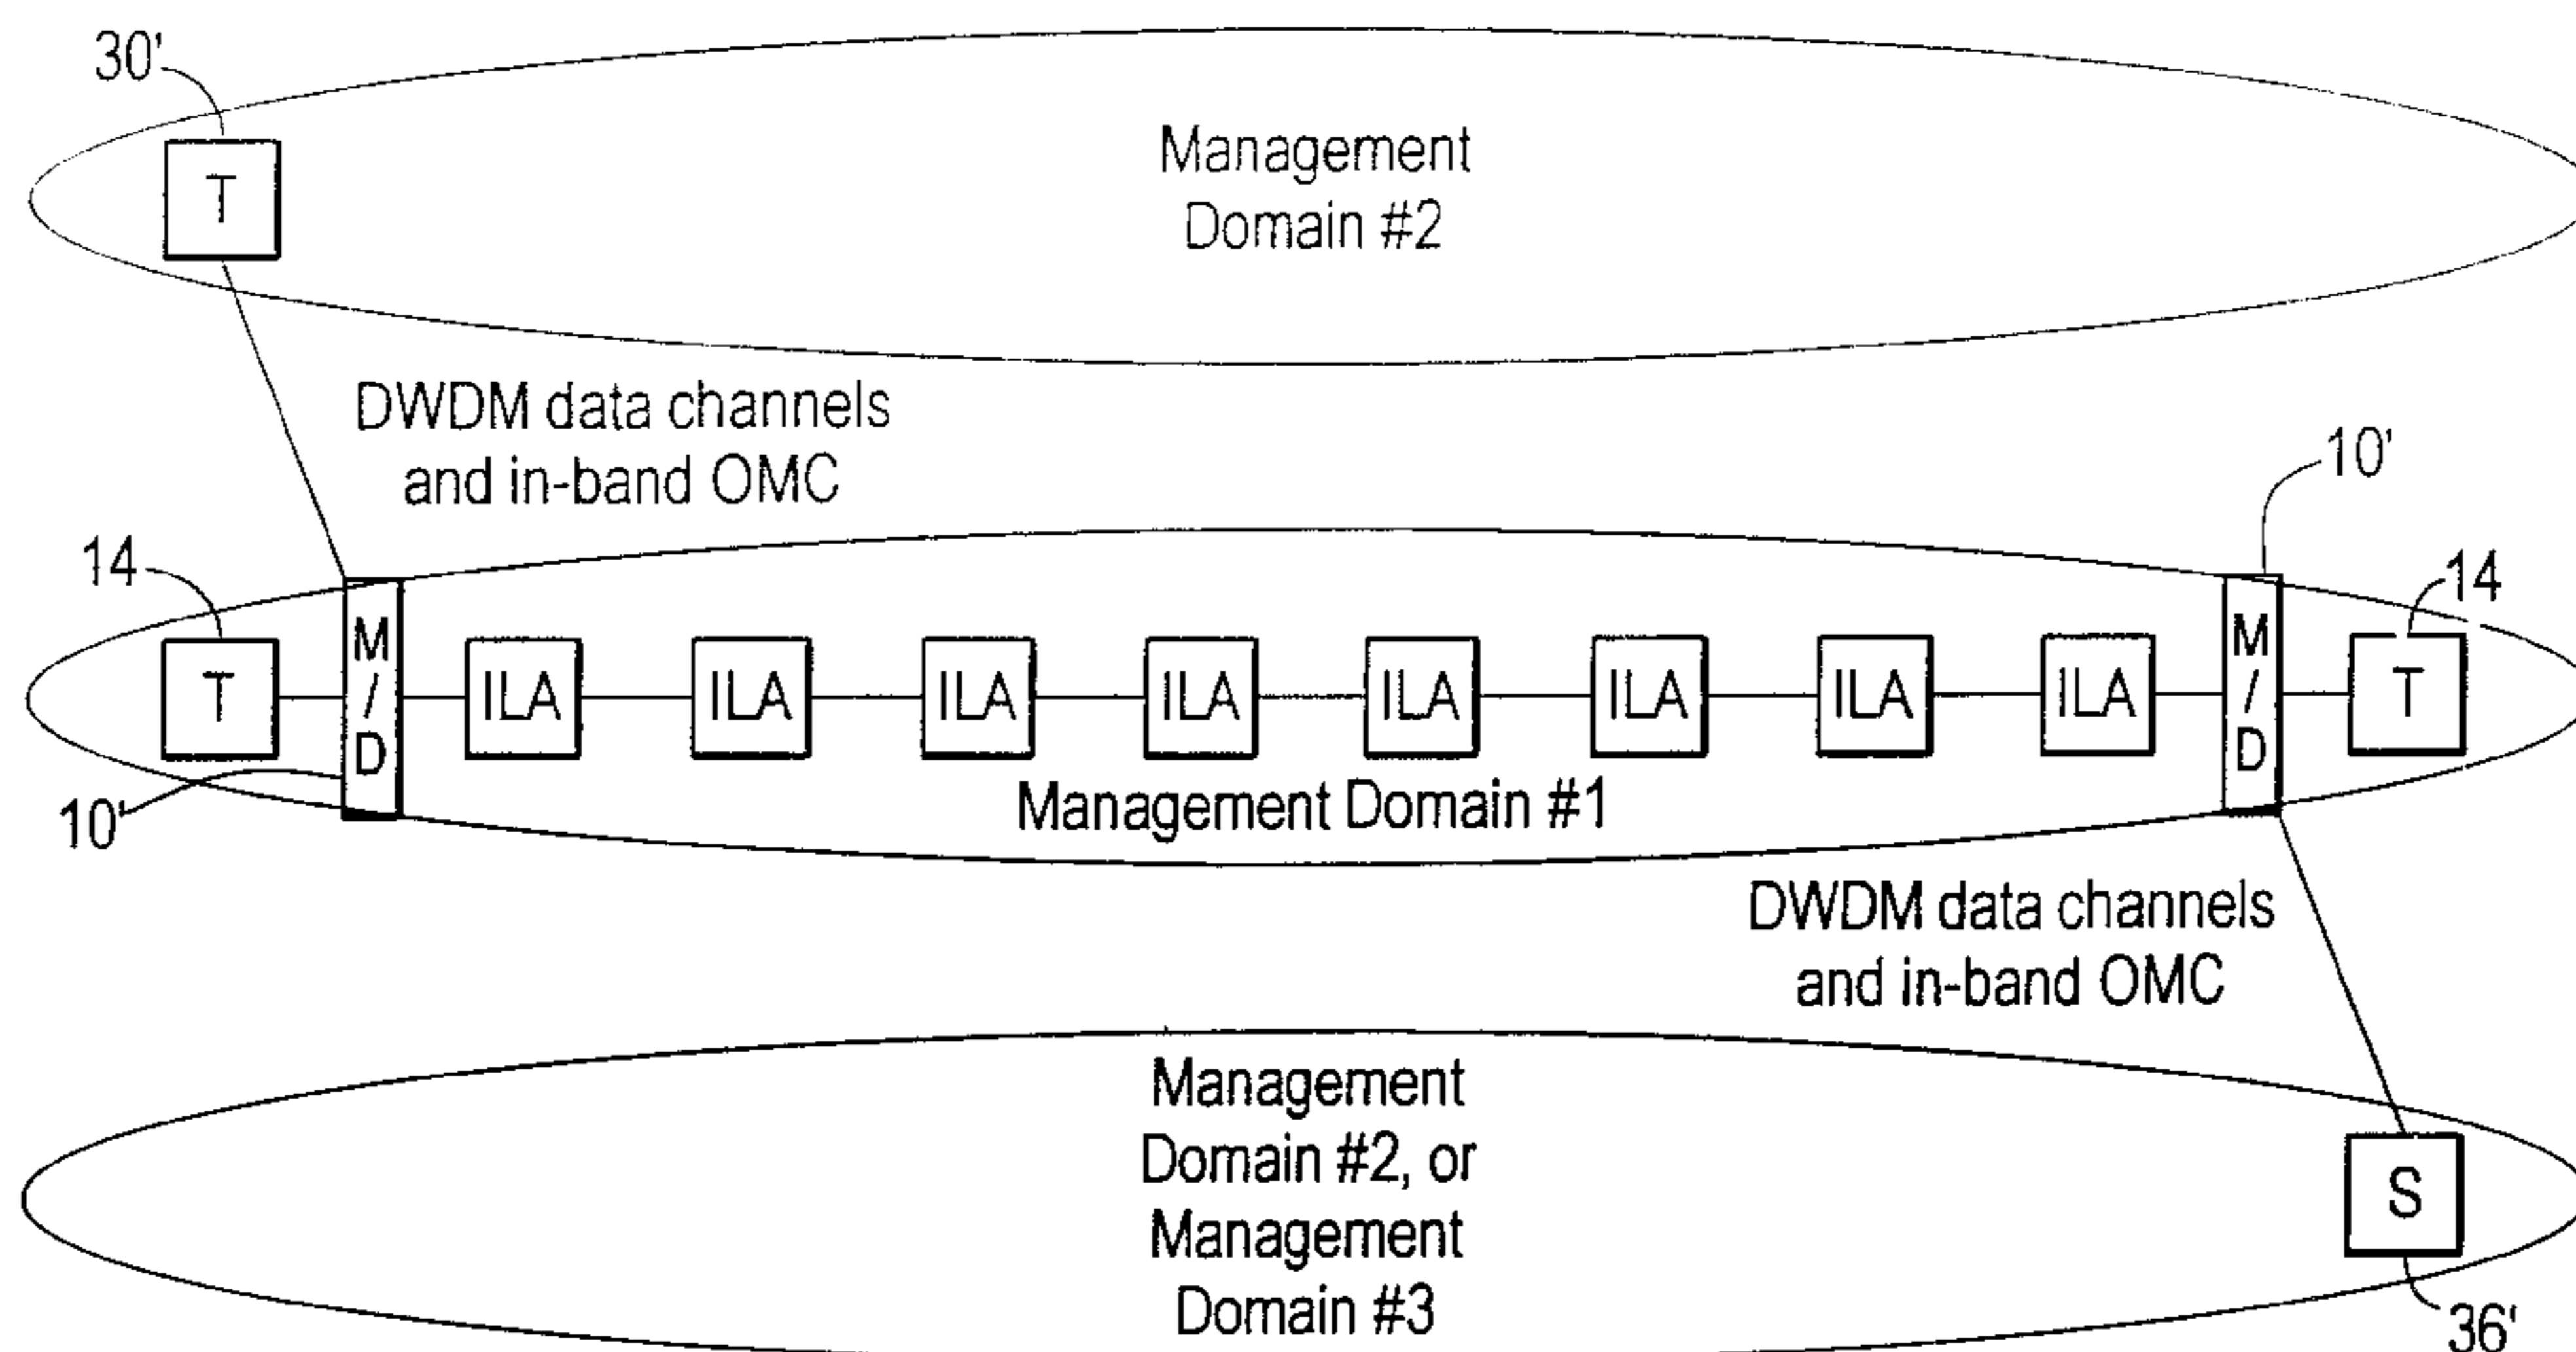 30'
T
Management
Domain #2
DWDM data channels
and in-band OMC
10'
14
14
T
M
/
D
ILA
ILA
ILA
ILA
ILA
ILA
ILA
ILA
M
/
D
T
10'
Management Domain #1
DWDM data channels
and in-band OMC
Management
Domain #2, or
Management
Domain #3
S
36'